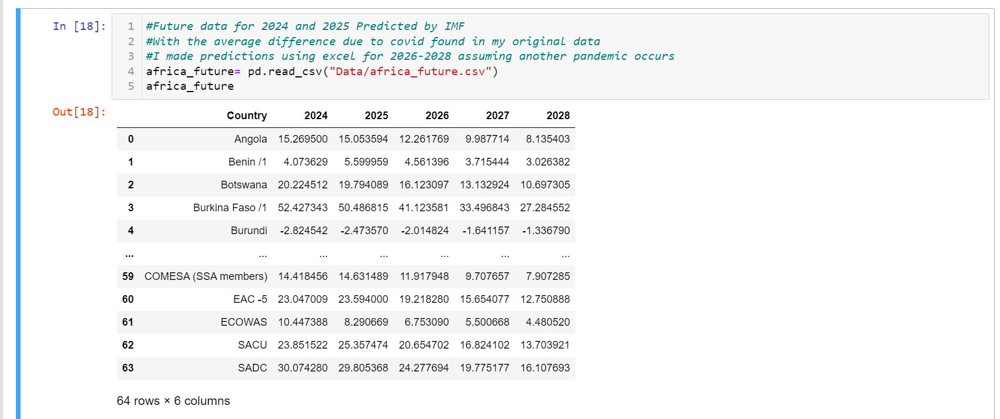 In [18]:
1 #Future data for 2024 and 2025 Predicted by IMF
2 #With the average difference due to covid found in my original data
3 #I made predictions using excel for 2026-2028 assuming another pandemic occurs
4 africa_future= pd.read_csv("Data/africa_future.csv")
5 africa_future
Out[18]:
Country 2024 2025 2026 2027 2028
0 Angola 15.269500 15.053594 12.261769 9.987714 8.135403
1 Benin /1 4.073629 5.599959 4.561396 3.715444 3.026382
2 Botswana 20.224512 19.794089 16.123097 13.132924 10.697305
3 Burkina Faso /1 52.427343 50.486815 41.123581 33.496843 27.284552
4 Burundi -2.824542 -2.473570 -2.014824 -1.641157 -1.336790
... ... ... ... ... ... ...
59 COMESA (SSA members) 14.418456 14.631489 11.917948 9.707657 7.907285
60 EAC -5 23.047009 23.594000 19.218280 15.654077 12.750888
61 ECOWAS 10.447388 8.290669 6.753090 5.500668 4.480520
62 SACU 23.851522 25.357474 20.654702 16.824102 13.703921
63 SADC 30.074280 29.805368 24.277694 19.775177 16.107693
64 rows × 6 columns